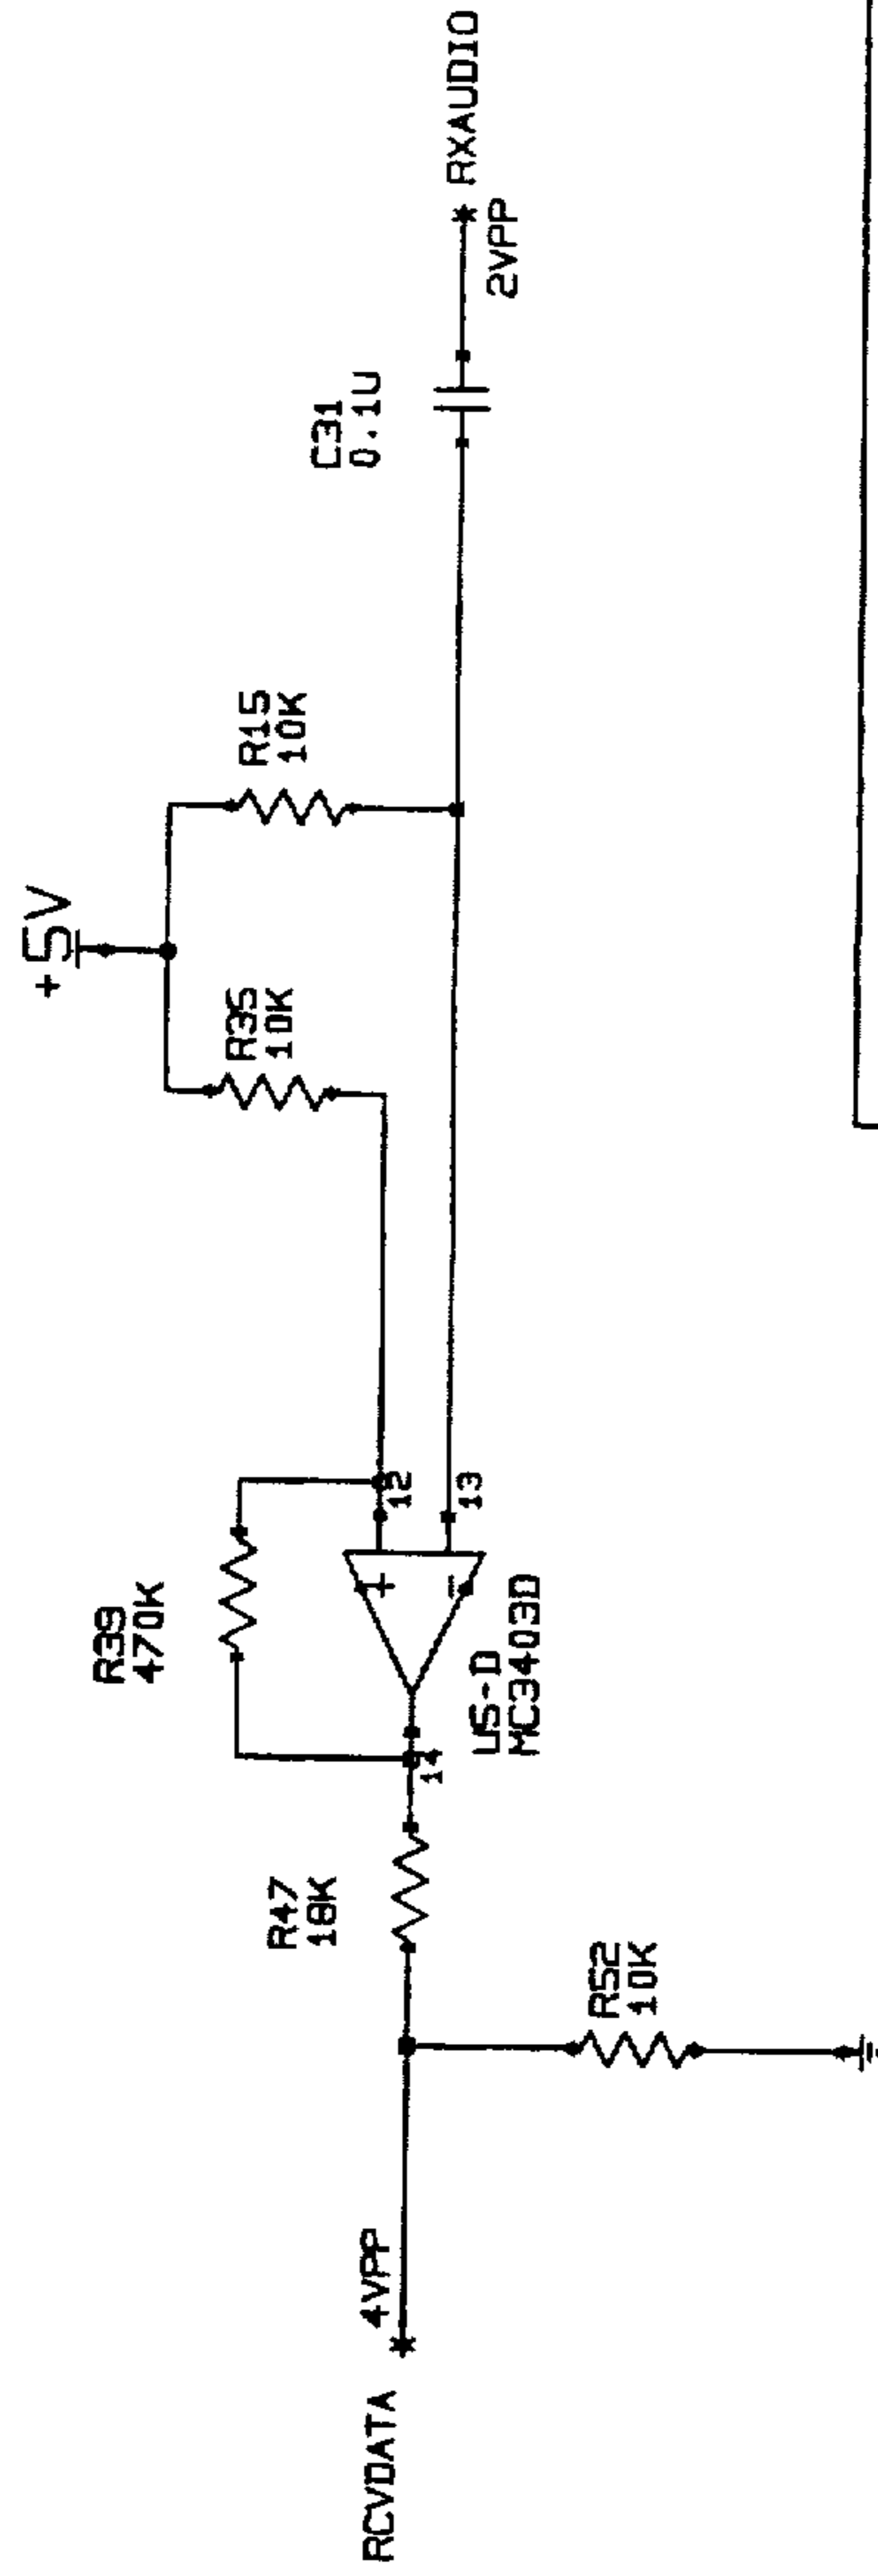 RCVDATA
4VPP
R47
18K
R52
10K
R39
470K
14
U5-D
MC3403D
12
13
+5V
R35
10K
R15
10K
C31
0.1U
2VPP
RXAUDIO
+
-